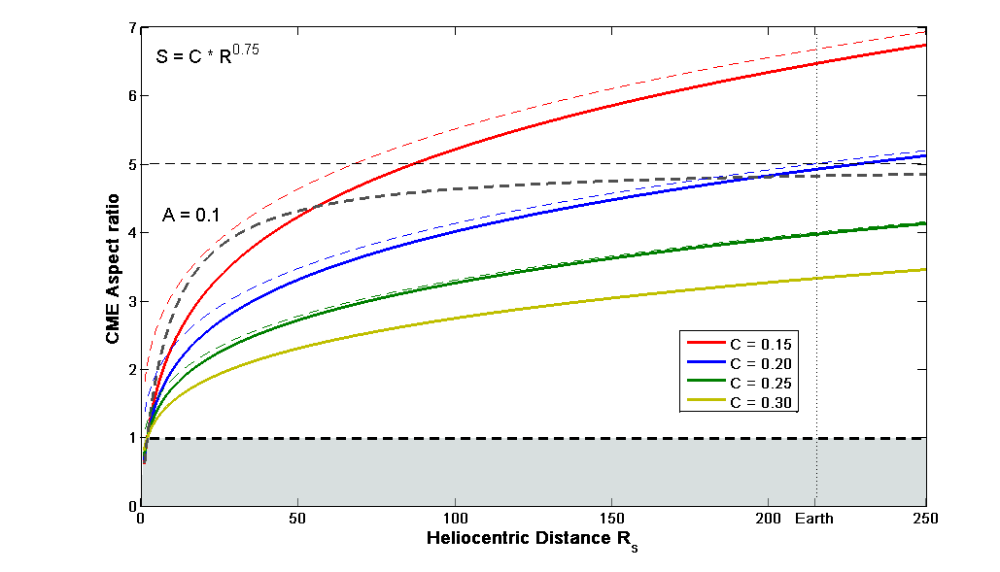 7
6
5
4
3
2
1
0
S = C * R^0.75
A = 0.1
CME Aspect ratio
C = 0.15
C = 0.20
C = 0.25
C = 0.30
0 50 100 150 200 Earth 250
Heliocentric Distance R_s